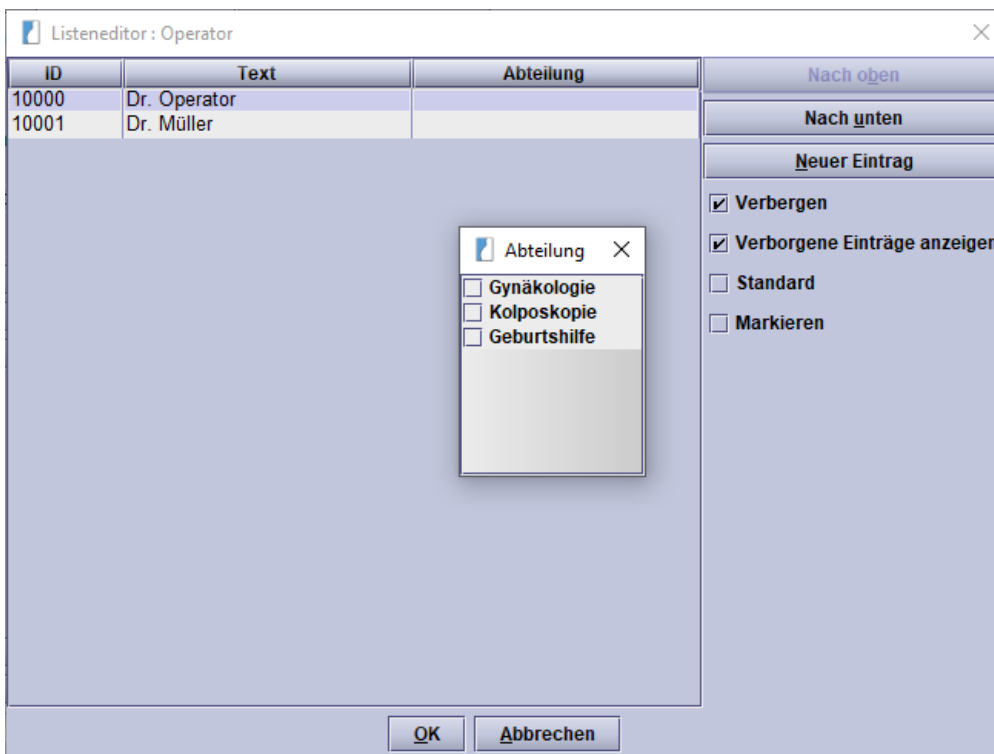 Listeneditor : Operator
ID Text Abteilung
10000 Dr. Operator
10001 Dr. Müller
Nach oben
Nach unten
Neuer Eintrag
Verbergen
Verborgene Einträge anzeigen
Standard
Markieren
Abteilung
Gynäkologie
Kolposkopie
Geburtshilfe
OK Abbrechen